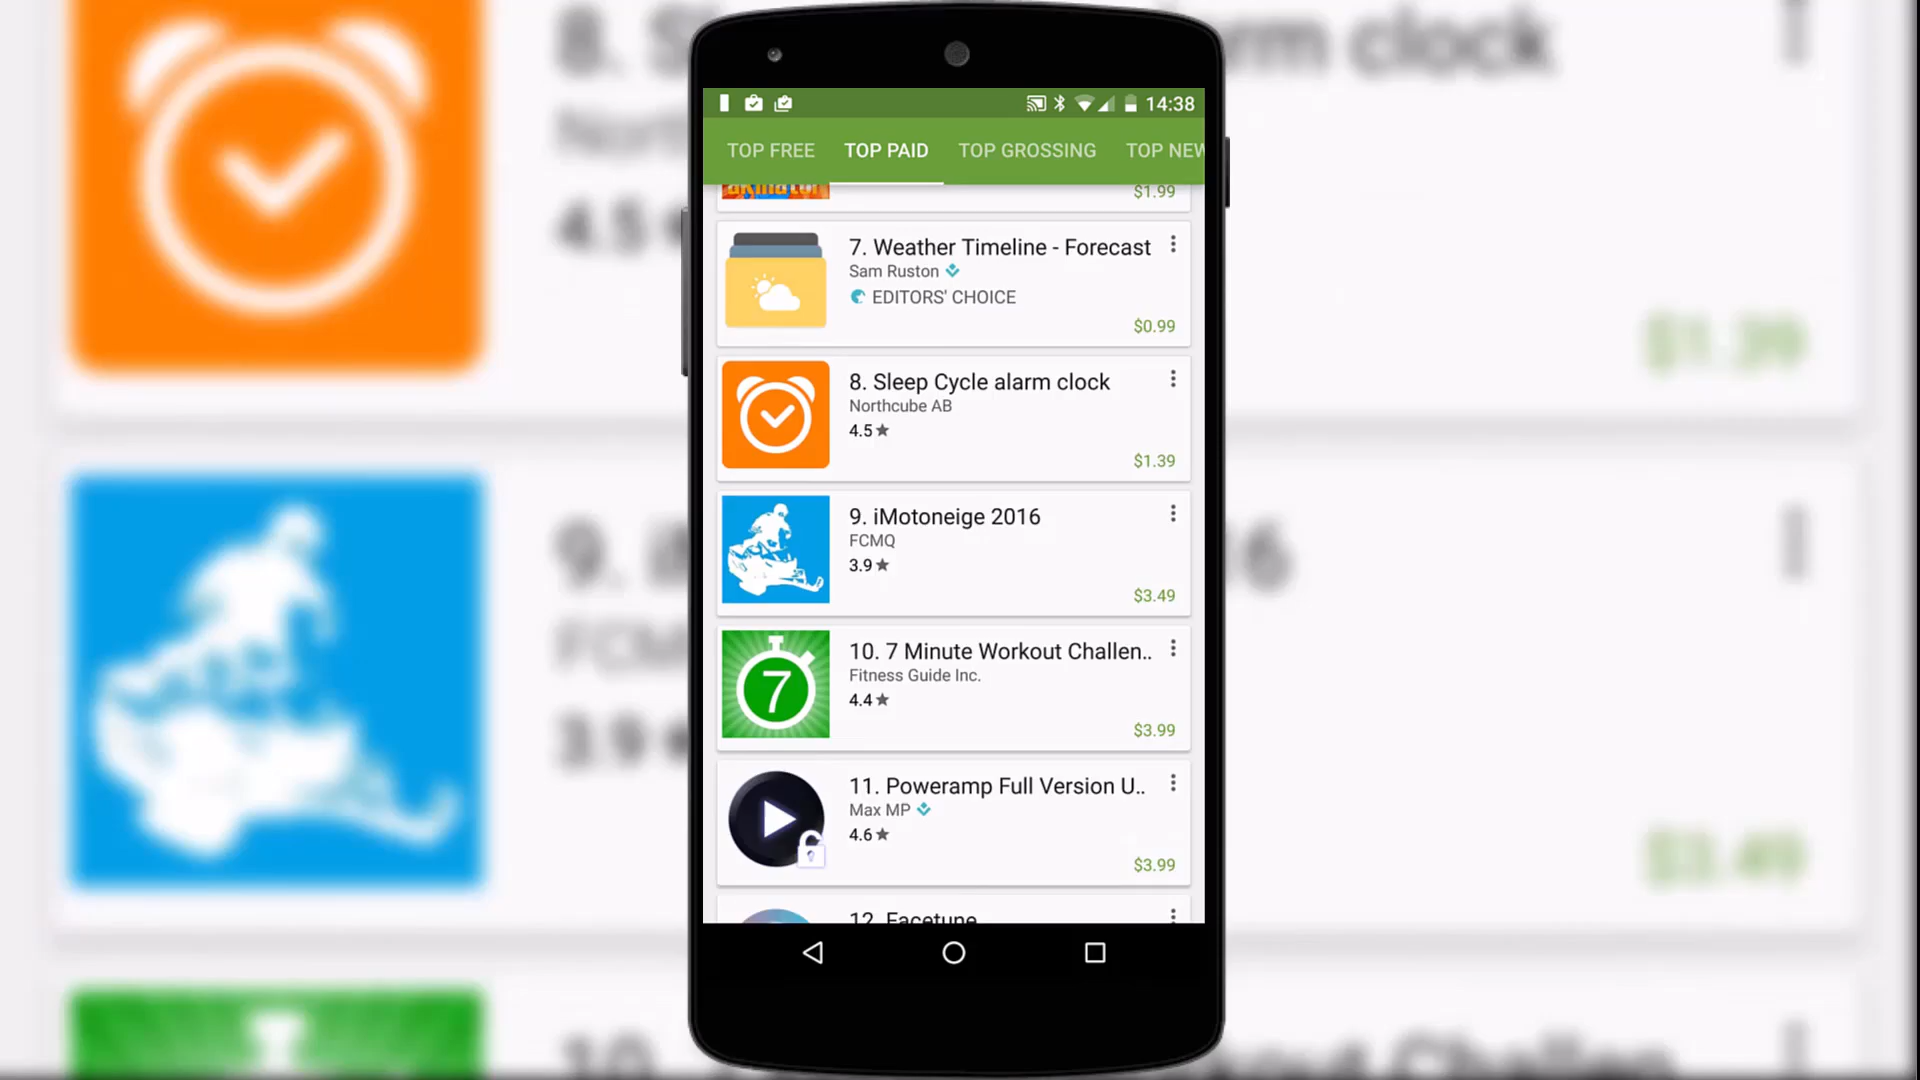 14:38
TOP FREE TOP PAID TOP GROSSING TOP NEW
$1.99
7. Weather Timeline - Forecast
Sam Ruston
EDITORS' CHOICE
$0.99
8. Sleep Cycle alarm clock
Northcube AB
4.5★
$1.39
9. iMotoneige 2016
FCMQ
3.9★
$3.49
10. 7 Minute Workout Challen..
Fitness Guide Inc.
4.4★
$3.99
7
11. Poweramp Full Version U..
Max MP
4.6★
$3.99
12. Facetune